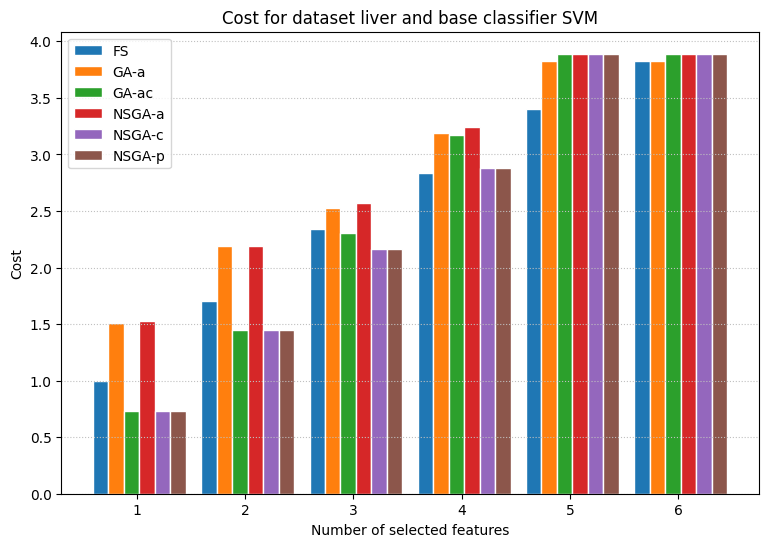 Cost for dataset liver and base classifier SVM
4.0
3.5
3.0
2.5
2.0
1.5
1.0
0.5
0.0
Cost
FS
GA-a
GA-ac
NSGA-a
NSGA-c
NSGA-p
1 2 3 4 5 6
Number of selected features